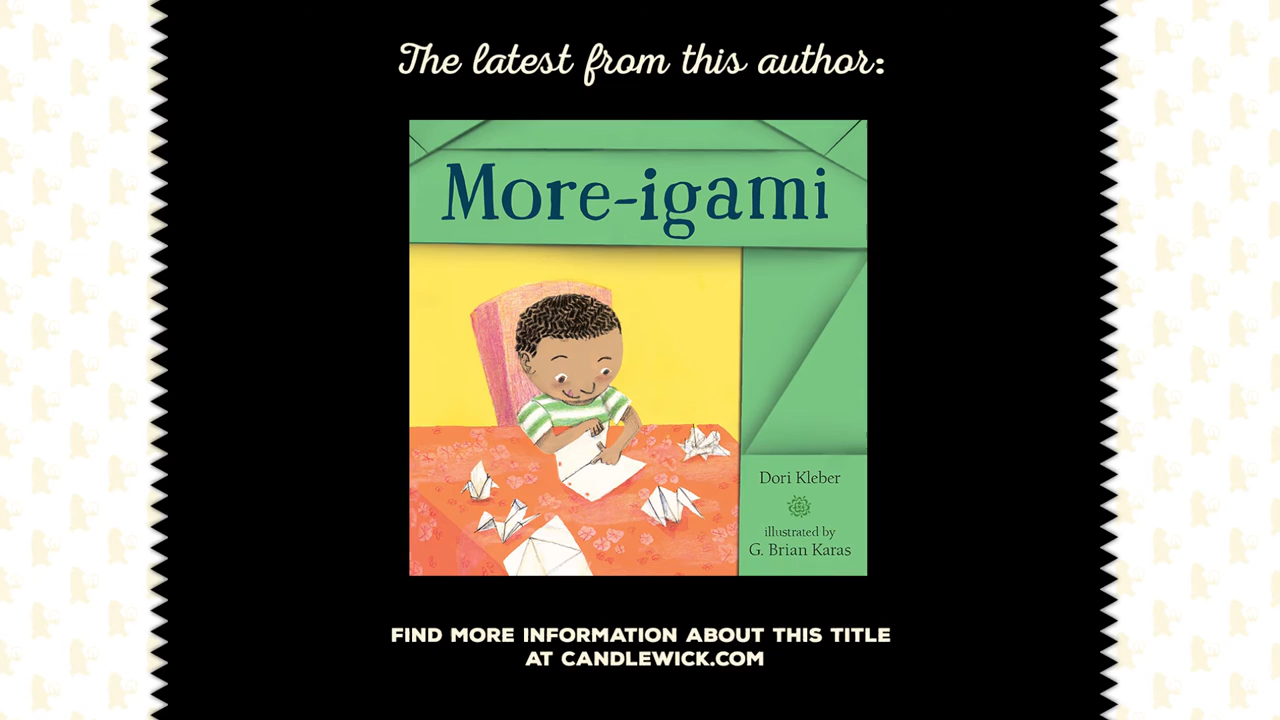 The latest from this author:
More-igami
Dori Kleber
illustrated by
G. Brian Karas
FIND MORE INFORMATION ABOUT THIS TITLE
AT CANDLEWICK.COM